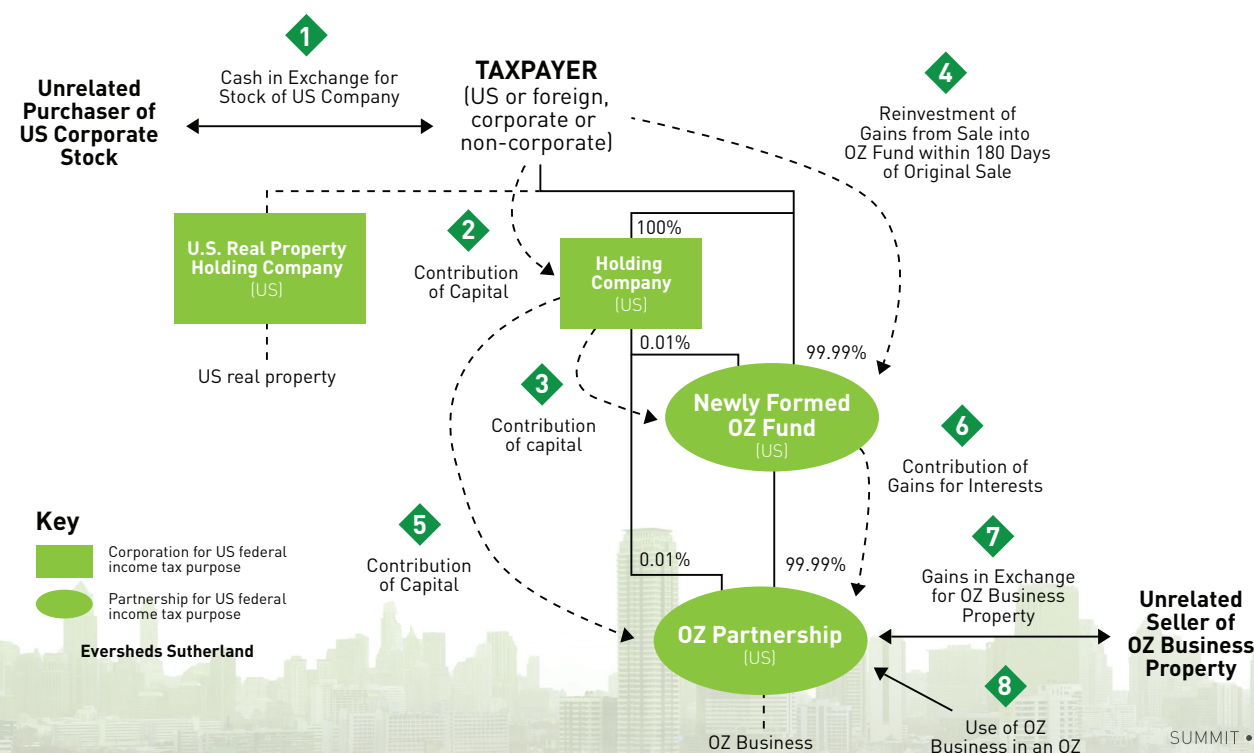 1
Cash in Exchange for
Stock of US Company
Unrelated
Purchaser of
US Corporate
Stock
TAXPAYER
(US or foreign,
corporate or
non-corporate)
4
Reinvestment of
Gains from Sale into
OZ Fund within 180 Days
of Original Sale
2
Contribution
of Capital
100%
U.S. Real Property
Holding Company
(US)
US real property
Holding
Company
(US)
0.01%
99.99%
3
Contribution
of capital
Newly Formed
OZ Fund
(US)
6
Contribution of
Gains for Interests
Key
Corporation for US federal
income tax purpose
Partnership for US federal
income tax purpose
Eversheds Sutherland
5
Contribution
of Capital
0.01%
99.99%
7
Gains in Exchange
for OZ Business
Property
Unrelated
Seller of
OZ Business
Property
OZ Partnership
(US)
8
Use of OZ
Business in an OZ
OZ Business
SUMMIT •